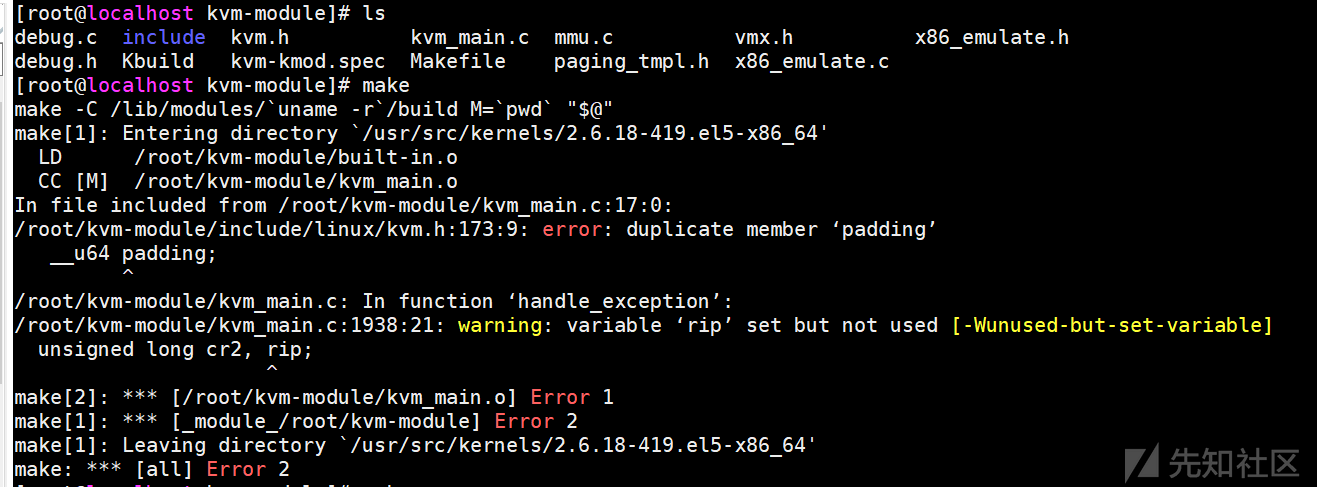 [root@localhost kvm-module]# ls
debug.c  include  kvm.h          kvm_main.c  mmu.c          vmx.h          x86_emulate.h
debug.h  Kbuild   kvm-kmod.spec  Makefile    paging_tmpl.h  x86_emulate.c
[root@localhost kvm-module]# make
make -C /lib/modules/`uname -r`/build M=`pwd` "$@"
make[1]: Entering directory `/usr/src/kernels/2.6.18-419.el5-x86_64'
  LD      /root/kvm-module/built-in.o
  CC [M]  /root/kvm-module/kvm_main.o
In file included from /root/kvm-module/kvm_main.c:17:0:
/root/kvm-module/include/linux/kvm.h:173:9: error: duplicate member ‘padding’
   __u64 padding;
         ^
/root/kvm-module/kvm_main.c: In function ‘handle_exception’:
/root/kvm-module/kvm_main.c:1938:21: warning: variable ‘rip’ set but not used [-Wunused-but-set-variable]
  unsigned long cr2, rip;
                     ^
make[2]: *** [/root/kvm-module/kvm_main.o] Error 1
make[1]: *** [_module_/root/kvm-module] Error 2
make[1]: Leaving directory `/usr/src/kernels/2.6.18-419.el5-x86_64'
make: *** [all] Error 2
先知社区